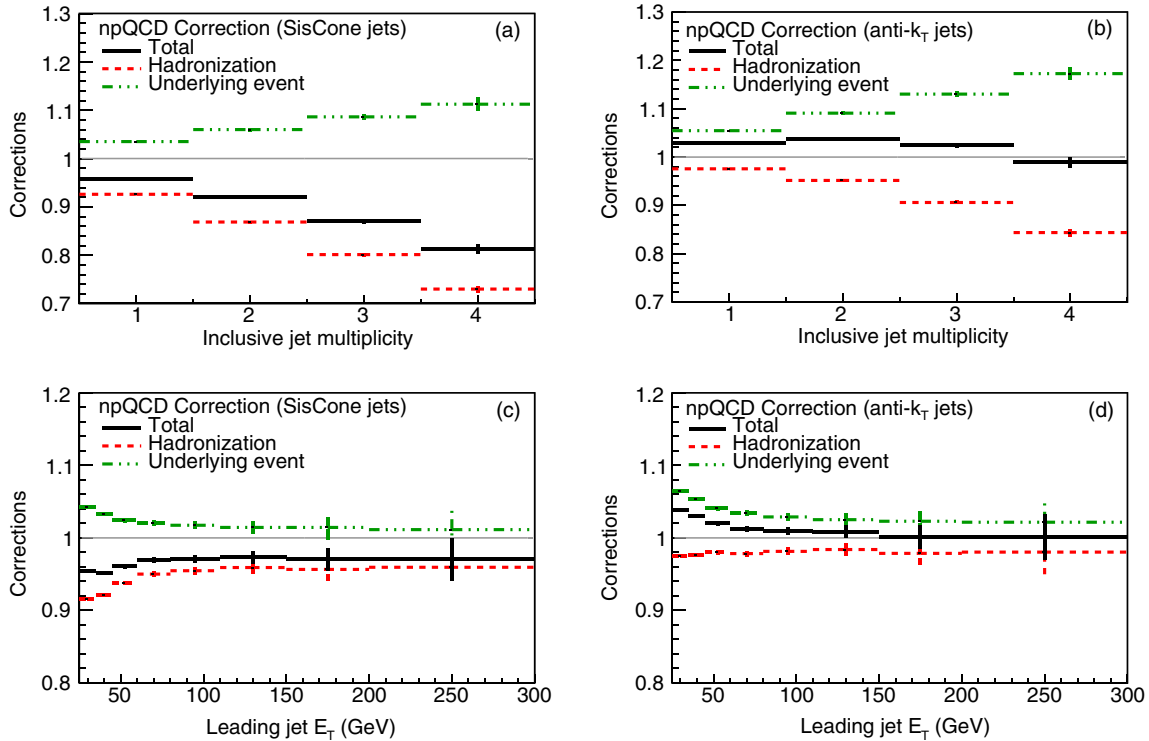 npQCD Correction (SisCone jets)
(a)
Total
Hadronization
Underlying event
Corrections
1.3
1.2
1.1
1
0.9
0.8
0.7
1 2 3 4
Inclusive jet multiplicity
npQCD Correction (anti-k_T jets)
(b)
Total
Hadronization
Underlying event
Corrections
1.3
1.2
1.1
1
0.9
0.8
0.7
1 2 3 4
Inclusive jet multiplicity
npQCD Correction (SisCone jets)
(c)
Total
Hadronization
Underlying event
Corrections
1.2
1.1
1
0.9
0.8
50 100 150 200 250 300
Leading jet E_T (GeV)
npQCD Correction (anti-k_T jets)
(d)
Total
Hadronization
Underlying event
Corrections
1.2
1.1
1
0.9
0.8
50 100 150 200 250 300
Leading jet E_T (GeV)